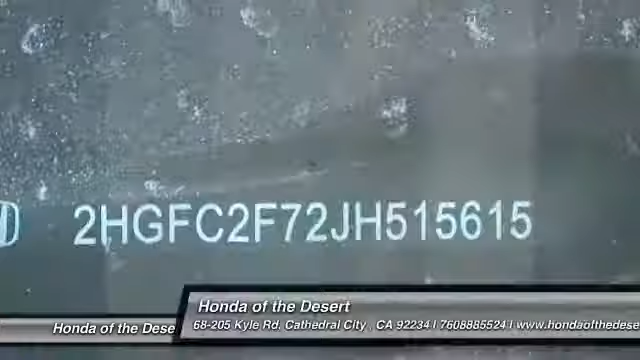 2HGFC2F72JH515615
Honda of the Desert
Honda of the Dese
68-205 Kyle Rd, Cathedral City , CA 92234 | 7608885524 | www.hondaofthedese